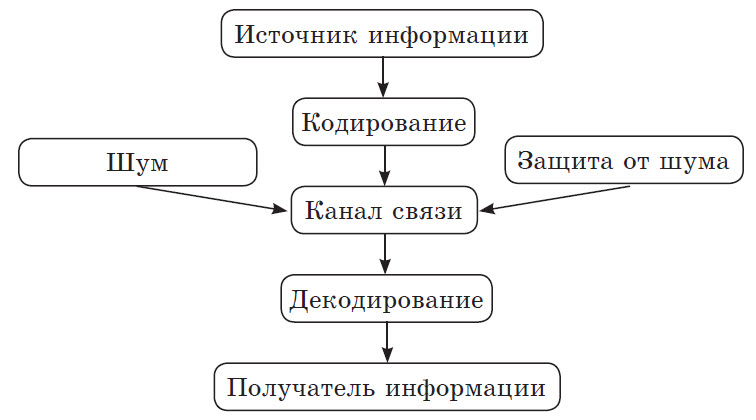 Источник информации
Кодирование
Шум
Защита от шума
Канал связи
Декодирование
Получатель информации